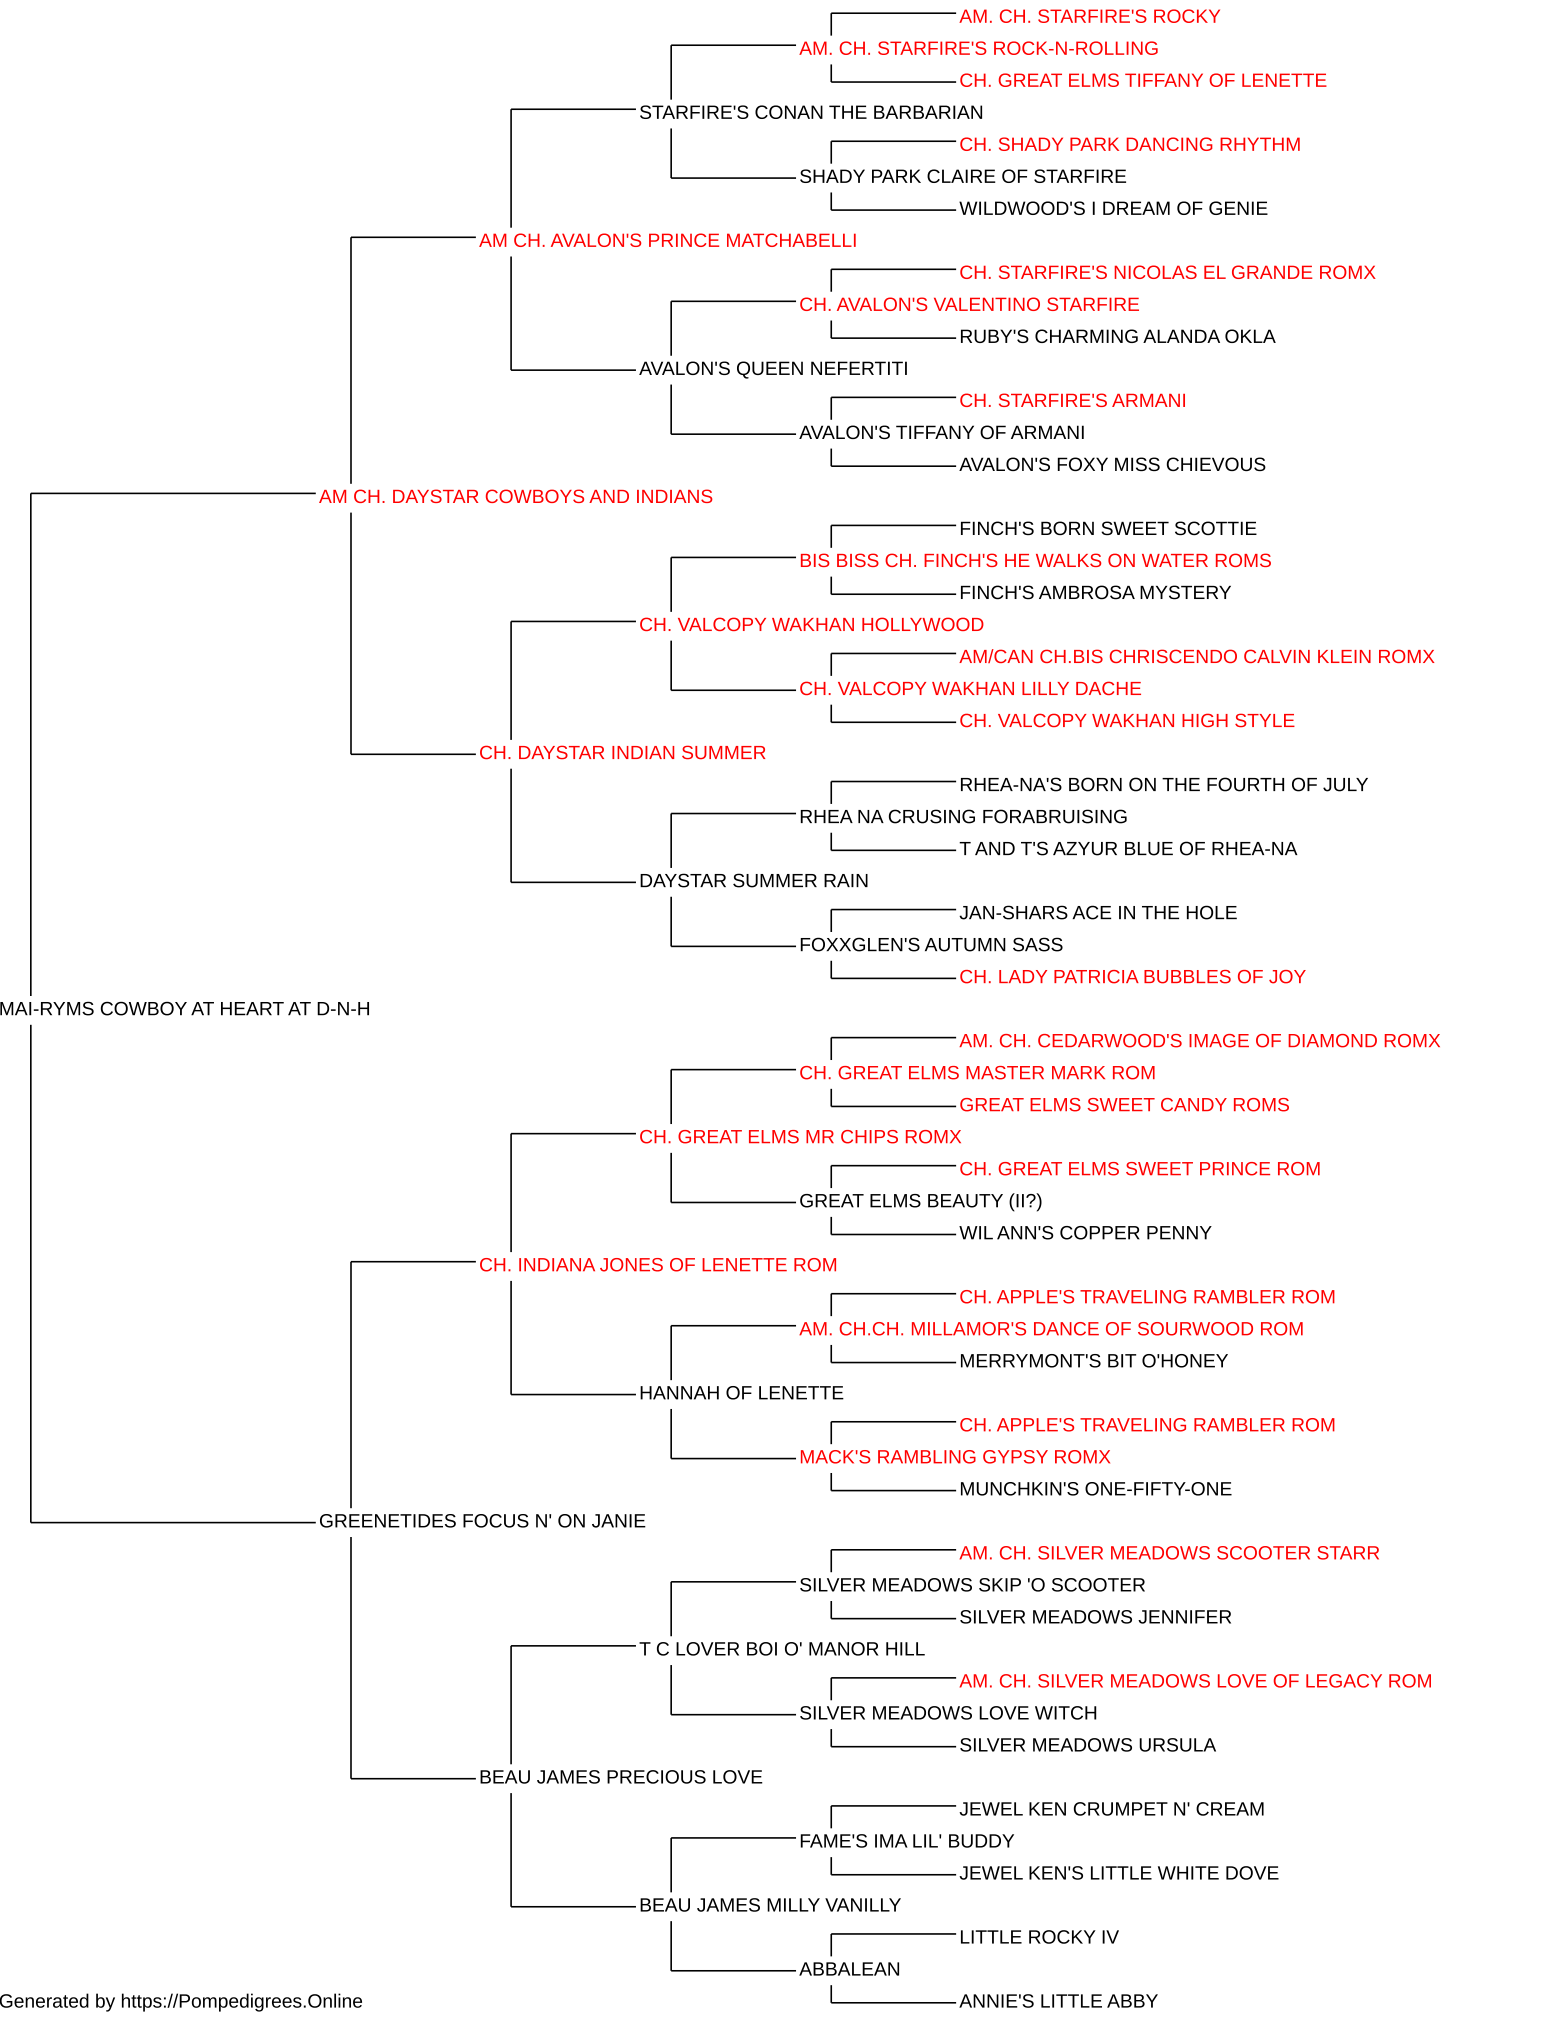 AM. CH. STARFIRE'S ROCKY
AM. CH. STARFIRE'S ROCK-N-ROLLING
CH. GREAT ELMS TIFFANY OF LENETTE
STARFIRE'S CONAN THE BARBARIAN
CH. SHADY PARK DANCING RHYTHM
SHADY PARK CLAIRE OF STARFIRE
WILDWOOD'S I DREAM OF GENIE
AM CH. AVALON'S PRINCE MATCHABELLI
CH. STARFIRE'S NICOLAS EL GRANDE ROMX
CH. AVALON'S VALENTINO STARFIRE
RUBY'S CHARMING ALANDA OKLA
AVALON'S QUEEN NEFERTITI
CH. STARFIRE'S ARMANI
AVALON'S TIFFANY OF ARMANI
AVALON'S FOXY MISS CHIEVOUS
AM CH. DAYSTAR COWBOYS AND INDIANS
FINCH'S BORN SWEET SCOTTIE
BIS BISS CH. FINCH'S HE WALKS ON WATER ROMS
FINCH'S AMBROSA MYSTERY
CH. VALCOPY WAKHAN HOLLYWOOD
AM/CAN CH.BIS CHRISCENDO CALVIN KLEIN ROMX
CH. VALCOPY WAKHAN LILLY DACHE
CH. VALCOPY WAKHAN HIGH STYLE
CH. DAYSTAR INDIAN SUMMER
RHEA-NA'S BORN ON THE FOURTH OF JULY
RHEA NA CRUSING FORABRUISING
T AND T'S AZYUR BLUE OF RHEA-NA
DAYSTAR SUMMER RAIN
JAN-SHARS ACE IN THE HOLE
FOXXGLEN'S AUTUMN SASS
CH. LADY PATRICIA BUBBLES OF JOY
MAI-RYMS COWBOY AT HEART AT D-N-H
AM. CH. CEDARWOOD'S IMAGE OF DIAMOND ROMX
CH. GREAT ELMS MASTER MARK ROM
GREAT ELMS SWEET CANDY ROMS
CH. GREAT ELMS MR CHIPS ROMX
CH. GREAT ELMS SWEET PRINCE ROM
GREAT ELMS BEAUTY (II?)
WIL ANN'S COPPER PENNY
CH. INDIANA JONES OF LENETTE ROM
CH. APPLE'S TRAVELING RAMBLER ROM
AM. CH.CH. MILLAMOR'S DANCE OF SOURWOOD ROM
MERRYMONT'S BIT O'HONEY
HANNAH OF LENETTE
CH. APPLE'S TRAVELING RAMBLER ROM
MACK'S RAMBLING GYPSY ROMX
MUNCHKIN'S ONE-FIFTY-ONE
GREENETIDES FOCUS N' ON JANIE
AM. CH. SILVER MEADOWS SCOOTER STARR
SILVER MEADOWS SKIP 'O SCOOTER
SILVER MEADOWS JENNIFER
T C LOVER BOI O' MANOR HILL
AM. CH. SILVER MEADOWS LOVE OF LEGACY ROM
SILVER MEADOWS LOVE WITCH
SILVER MEADOWS URSULA
BEAU JAMES PRECIOUS LOVE
JEWEL KEN CRUMPET N' CREAM
FAME'S IMA LIL' BUDDY
JEWEL KEN'S LITTLE WHITE DOVE
BEAU JAMES MILLY VANILLY
LITTLE ROCKY IV
ABBALEAN
ANNIE'S LITTLE ABBY
Generated by https://Pompedigrees.Online